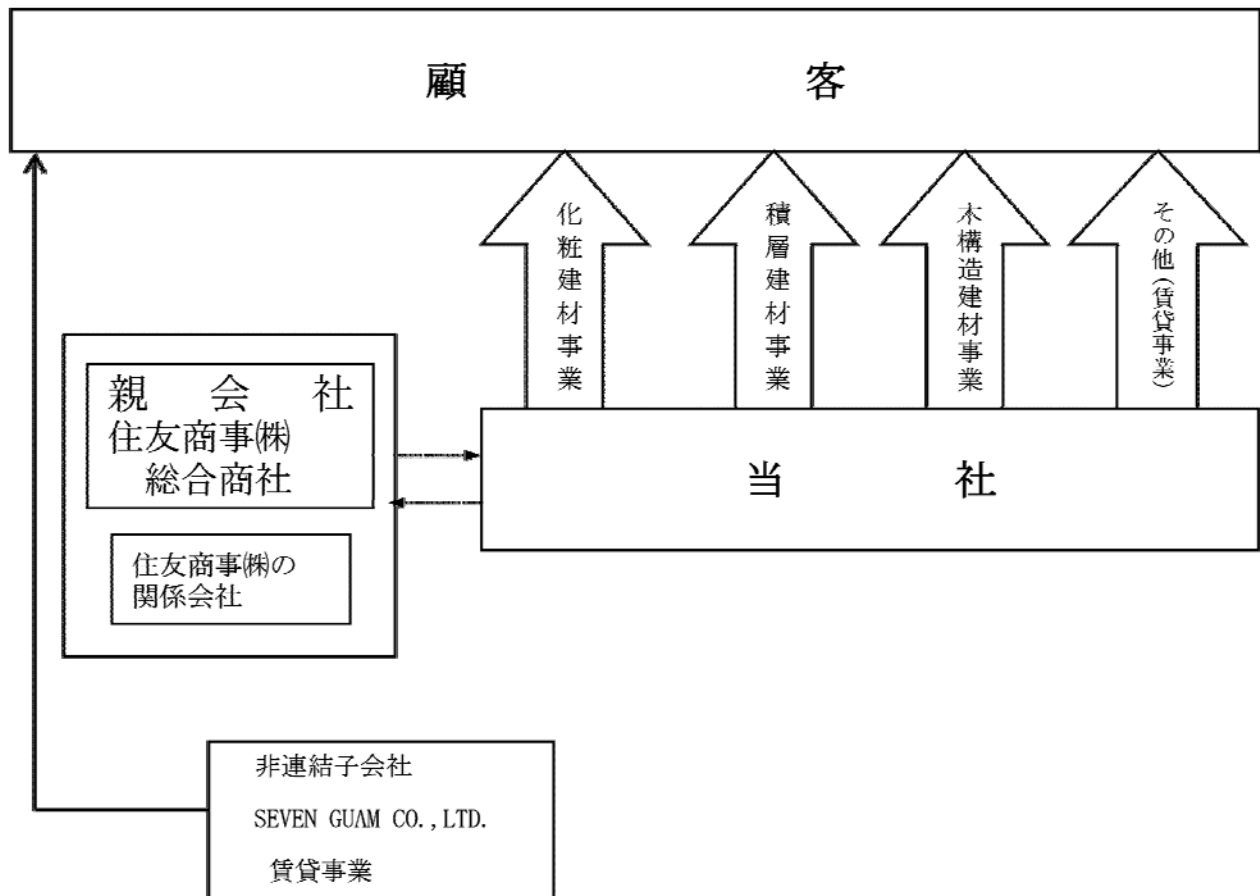 顧　客
化粧建材事業
積層建材事業
木構造建材事業
その他(賃貸事業)
親　会　社
住友商事㈱
総合商社
住友商事㈱の
関係会社
当　社
非連結子会社
SEVEN GUAM CO.,LTD.
賃貸事業